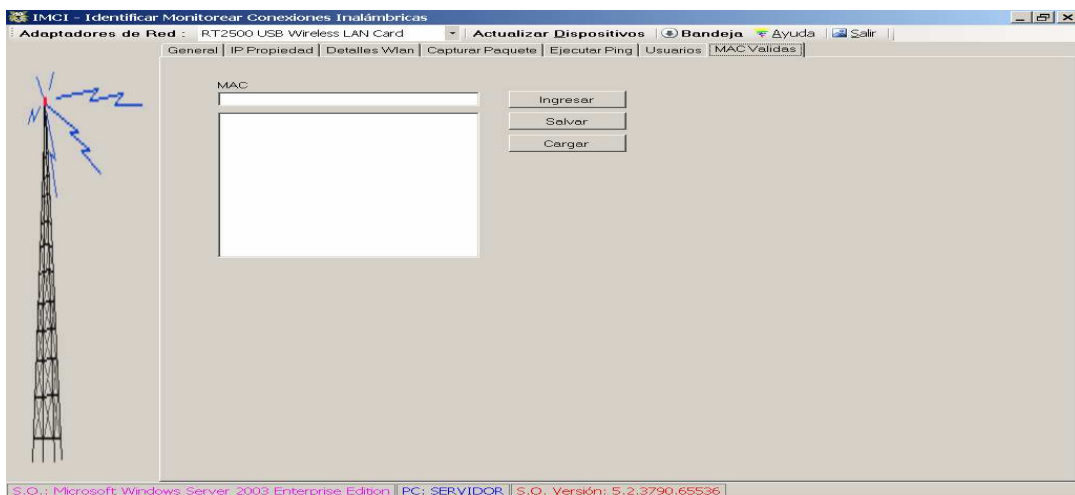 IMCI - Identificar Monitorear Conexiones Inalámbricas
Adaptadores de Red : RT2500 USB Wireless LAN Card Actualizar Dispositivos Bandeja Ayuda Salir
General IP Propiedad Detalles Wlan Capturar Paquete Ejecutar Ping Usuarios MAC Validas
MAC
Ingresar
Salvar
Cargar
S.O.: Microsoft Windows Server 2003 Enterprise Edition PC: SERVIDOR S.O. Versión: 5.2.3790.65536